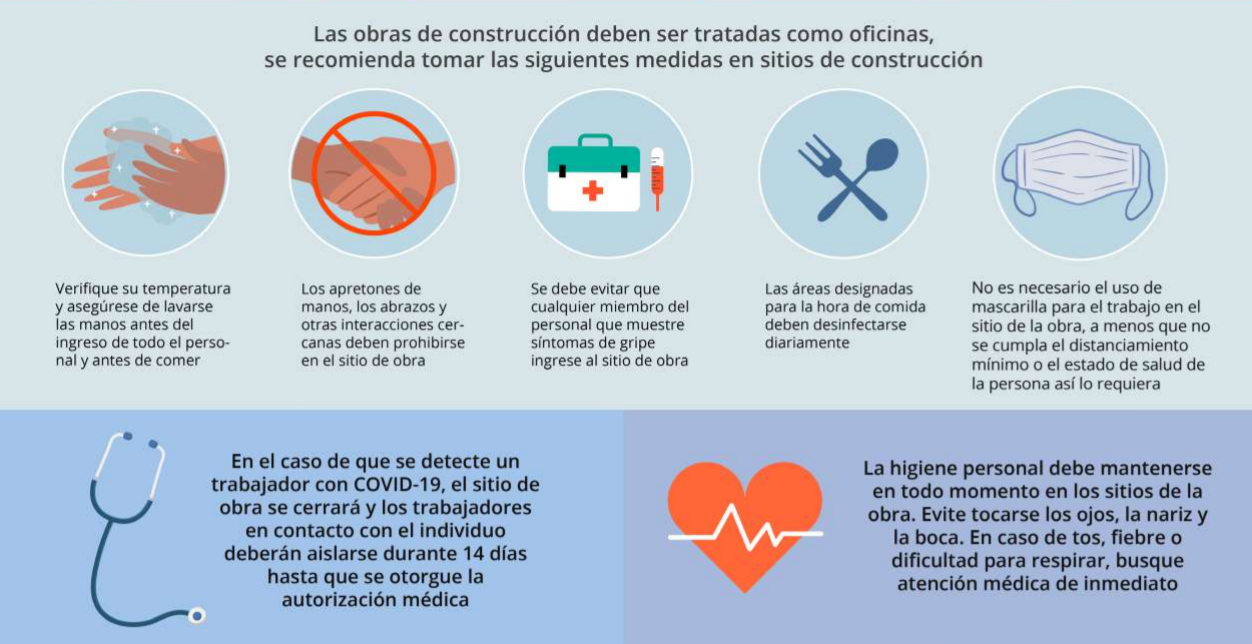 Las obras de construcción deben ser tratadas como oficinas,
se recomienda tomar las siguientes medidas en sitios de construcción
Verifique su temperatura
y asegúrese de lavarse
las manos antes del
ingreso de todo el perso-
nal y antes de comer
Los apretones de
manos, los abrazos y
otras interacciones cer-
canas deben prohibirse
en el sitio de obra
Se debe evitar que
cualquier miembro del
personal que muestre
síntomas de gripe
ingrese al sitio de obra
Las áreas designadas
para la hora de comida
deben desinfectarse
diariamente
No es necesario el uso de
mascarilla para el trabajo en el
sitio de la obra, a menos que no
se cumpla el distanciamiento
mínimo o el estado de salud de
la persona así lo requiera
En el caso de que se detecte un
trabajador con COVID-19, el sitio de
obra se cerrará y los trabajadores
en contacto con el individuo
deberán aislarse durante 14 días
hasta que se otorgue la
autorización médica
La higiene personal debe mantenerse
en todo momento en los sitios de la
obra. Evite tocarse los ojos, la nariz y
la boca. En caso de tos, fiebre o
dificultad para respirar, busque
atención médica de inmediato